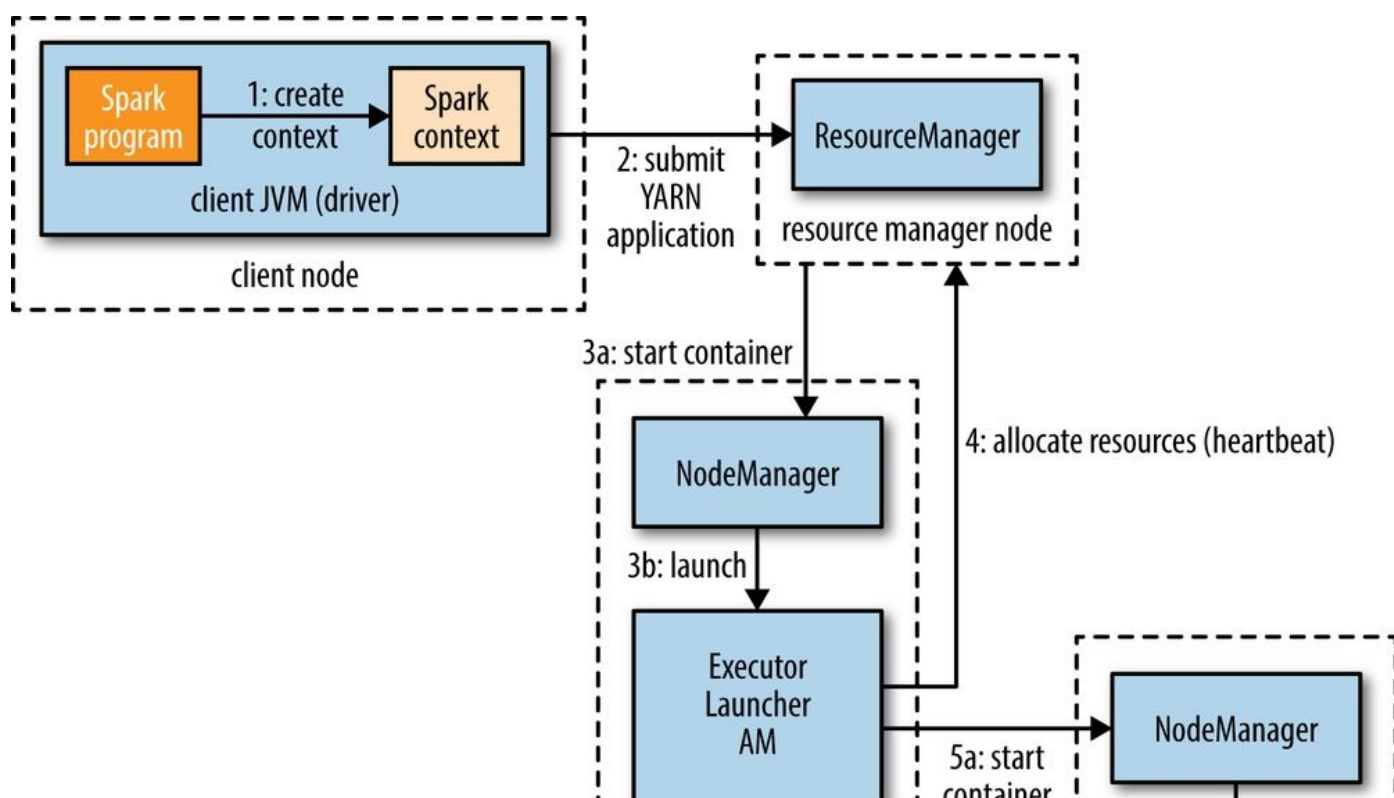 Spark
program
1: create
context
Spark
context
client JVM (driver)
client node
2: submit
YARN
application
ResourceManager
resource manager node
3a: start container
NodeManager
4: allocate resources (heartbeat)
3b: launch
Executor
Launcher
AM
NodeManager
5a: start
container